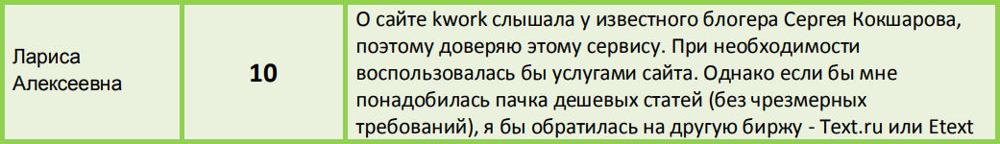 Лариса
Алексеевна
10
О сайте kwork слышала у известного блогера Сергея Кокшарова,
поэтому доверяю этому сервису. При необходимости
воспользовалась бы услугами сайта. Однако если бы мне
понадобилась пачка дешевых статей (без чрезмерных
требований), я бы обратилась на другую биржу - Text.ru или Etext